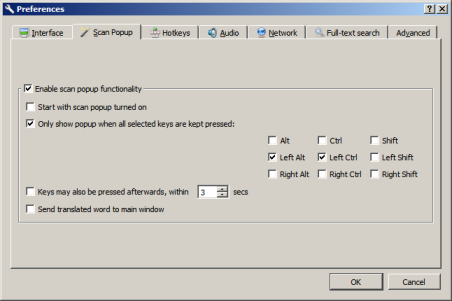 Preferences
Interface
Scan Popup
Hotkeys
Audio
Network
Full-text search
Advanced
Enable scan popup functionality
Start with scan popup turned on
Only show popup when all selected keys are kept pressed:
Alt Ctrl Shift
Left Alt Left Ctrl Left Shift
Right Alt Right Ctrl Right Shift
Keys may also be pressed afterwards, within 3 secs
Send translated word to main window
OK Cancel